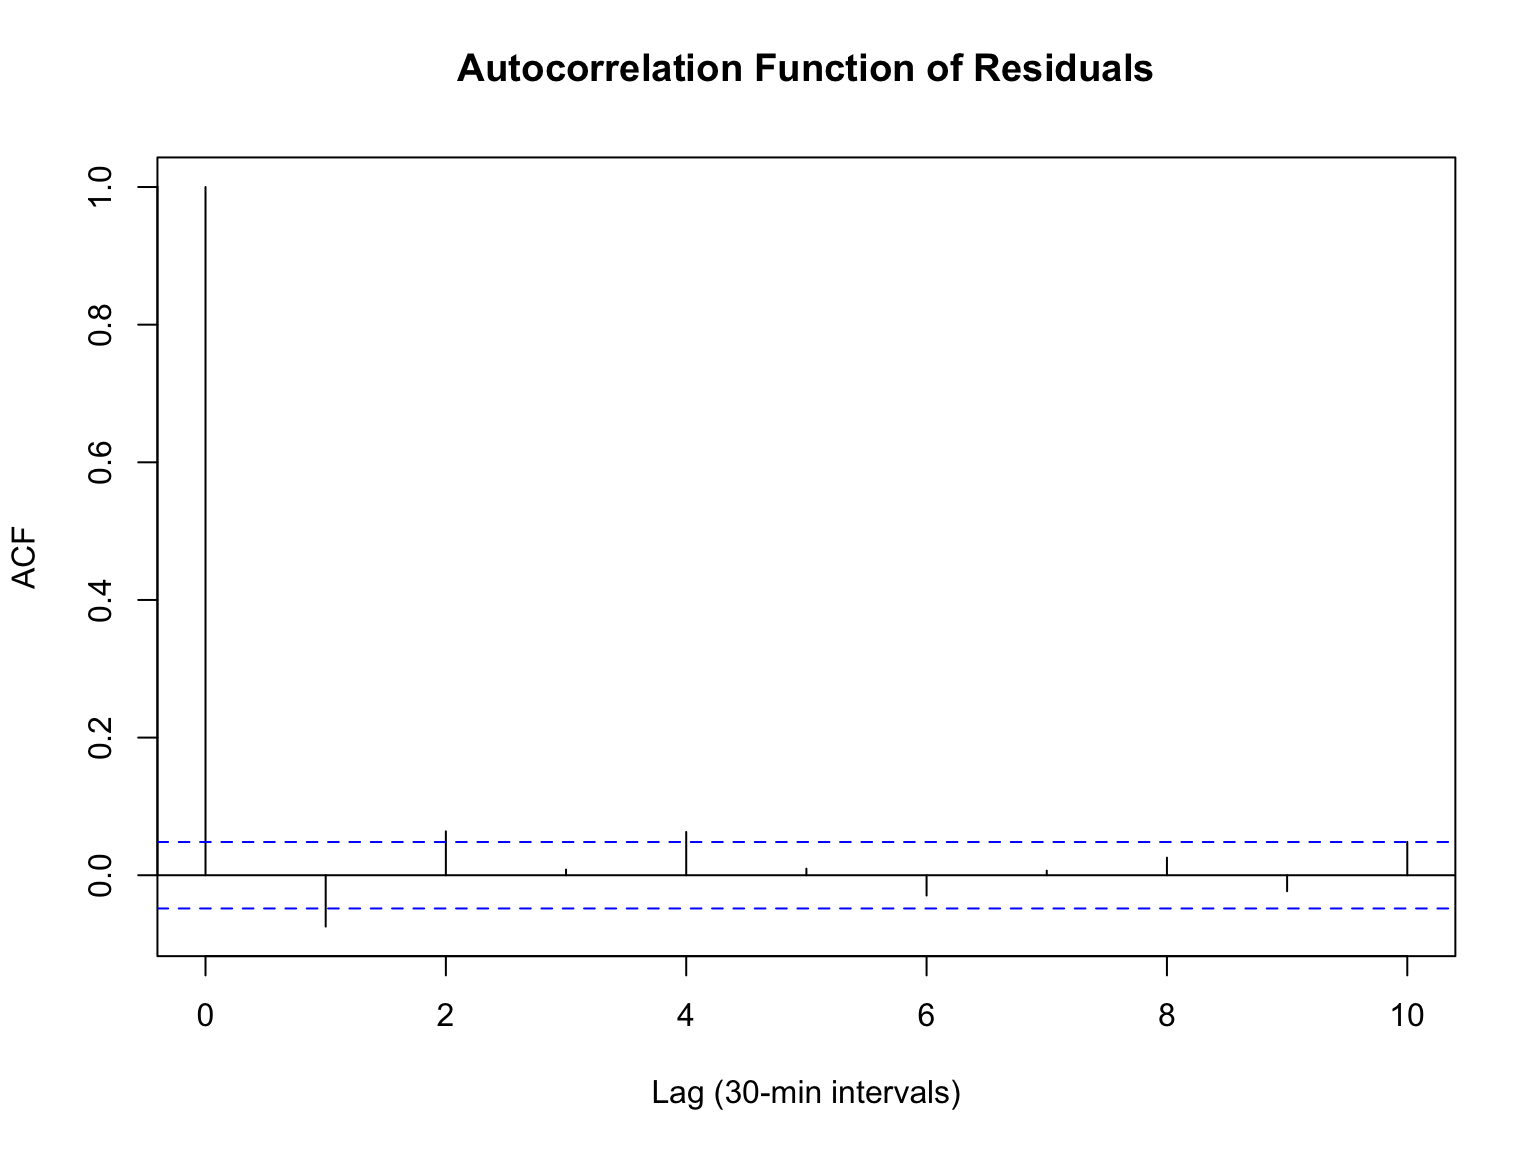 Autocorrelation Function of Residuals
1.0
0.8
0.6
0.4
0.2
0.0
ACF
0 2 4 6 8 10
Lag (30-min intervals)